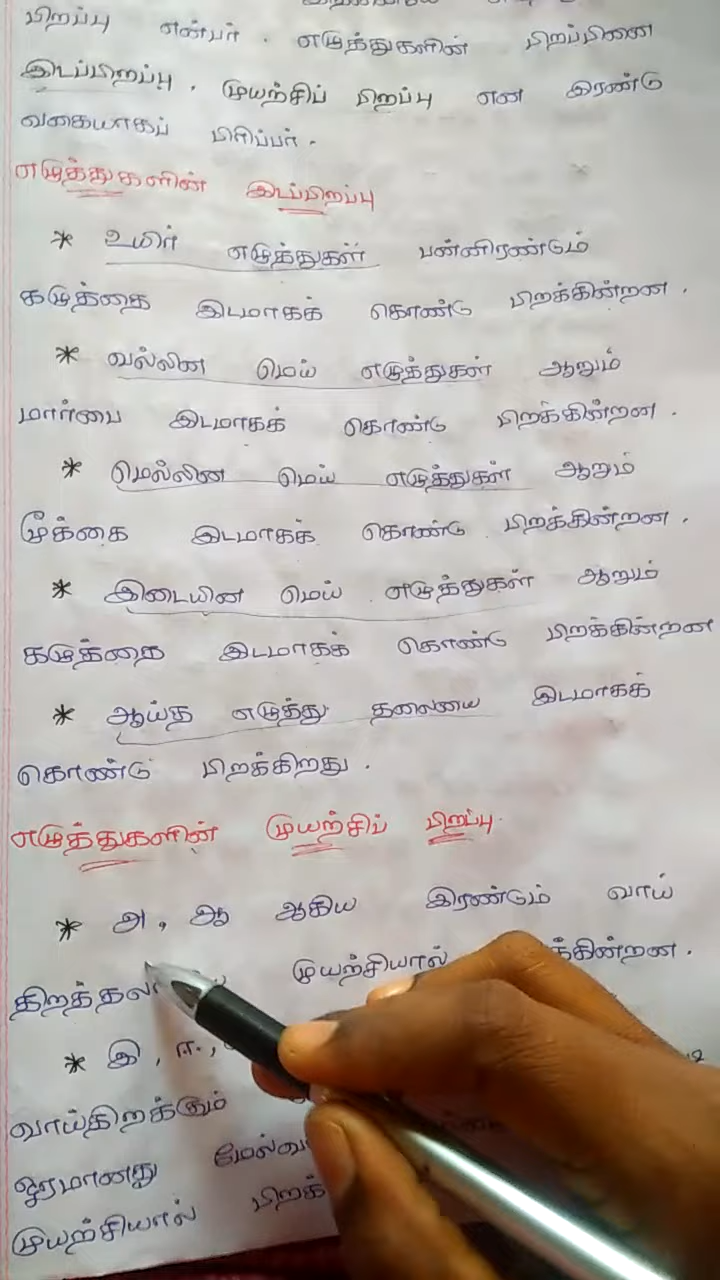 பிறப்பு என்பர். எழுத்துகளின் பிறப்பினை
இடப்பிறப்பு, முயற்சிப் பிறப்பு என இரண்டு
வகையாகப் பிரிப்பர்.
எழுத்துகளின் இடப்பிறப்பு
* உயிர் எழுத்துகள் பன்னிரண்டும்
கழுத்தை இடமாகக் கொண்டு பிறக்கின்றன.
* வல்லின மெய் எழுத்துகள் ஆறும்
மார்பை இடமாகக் கொண்டு பிறக்கின்றன.
* மெல்லின மெய் எழுத்துகள் ஆறும்
மூக்கை இடமாகக் கொண்டு பிறக்கின்றன.
* இடையின மெய் எழுத்துகள் ஆறும்
கழுத்தை இடமாகக் கொண்டு பிறக்கின்றன
* ஆய்த எழுத்து தலையை இடமாகக்
கொண்டு பிறக்கிறது.
எழுத்துகளின் முயற்சிப் பிறப்பு
* அ, ஆ ஆகிய இரண்டும் வாய்
முயற்சியால்
* இ, ஈ,
வாய்திறக்கும்
ஓரமானது
முயற்சியால்